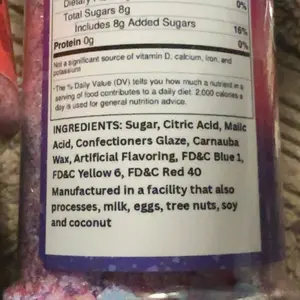 Dietary
0%
Total Sugars 8g
Includes 8g Added Sugars 16%
Protein 0g 0%
Not a significant source of vitamin D, calcium, iron, and
potassium
*The % Daily Value (DV) tells you how much a nutrient in a
serving of food contributes to a daily diet. 2,000 calories a
day is used for general nutrition advice.
INGREDIENTS: Sugar, Citric Acid, Malic
Acid, Confectioners Glaze, Carnauba
Wax, Artificial Flavoring, FD&C Blue 1,
FD&C Yellow 6, FD&C Red 40
Manufactured in a facility that also
processes, milk, eggs, tree nuts, soy
and coconut